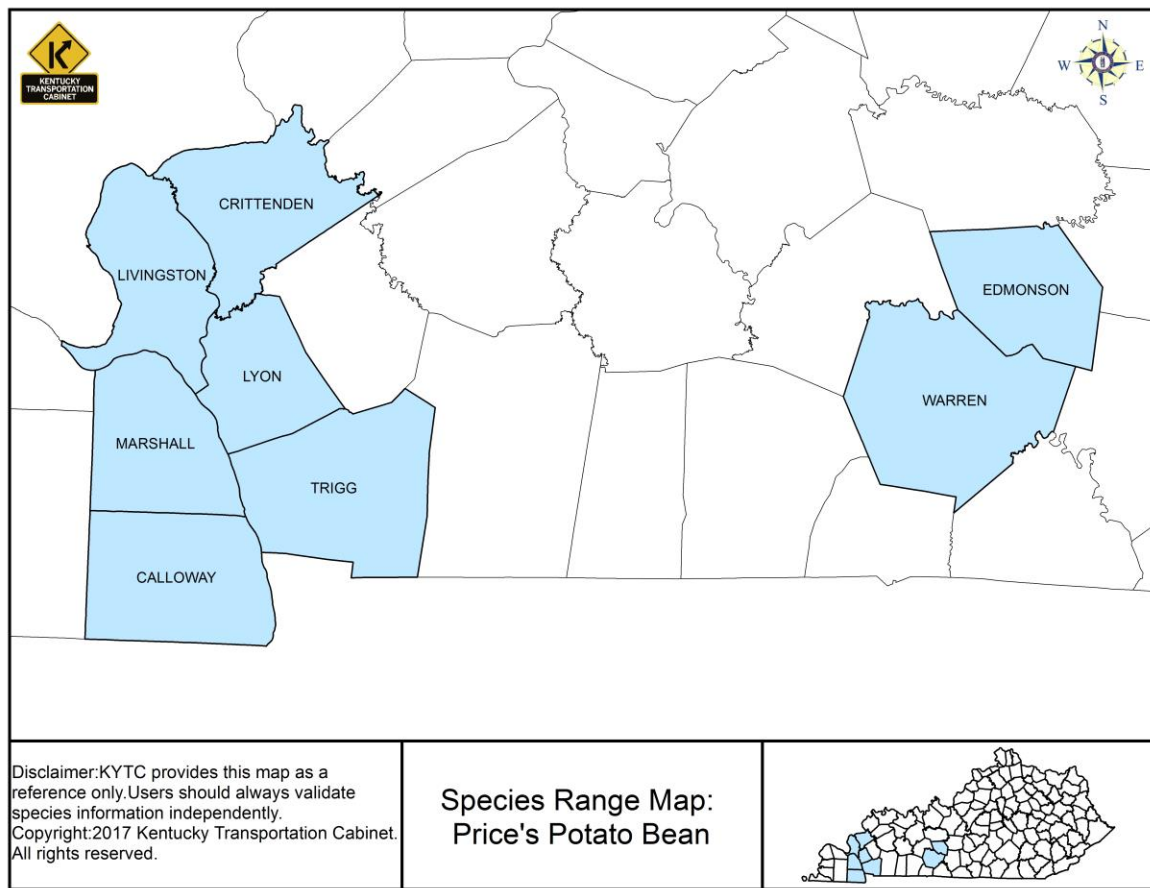 KENTUCKY
TRANSPORTATION
CABINET
N
W
E
S
CRITTENDEN
LIVINGSTON
EDMONSON
LYON
WARREN
MARSHALL
TRIGG
CALLOWAY
Disclaimer:KYTC provides this map as a
reference only.Users should always validate
species information independently.
Copyright:2017 Kentucky Transportation Cabinet.
All rights reserved.
Species Range Map:
Price's Potato Bean